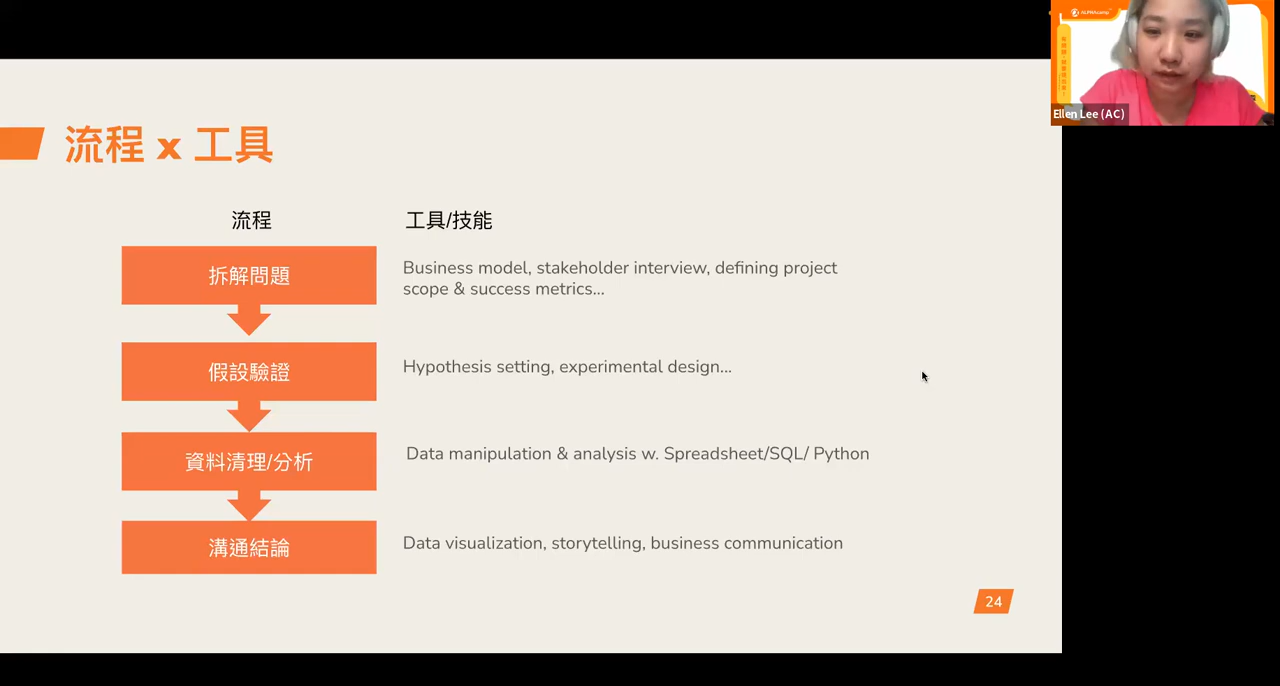 ALPHAcamp
Ellen Lee (AC)
流程 x 工具
流程
工具/技能
拆解問題
Business model, stakeholder interview, defining project
scope & success metrics...
假設驗證
Hypothesis setting, experimental design...
資料清理/分析
Data manipulation & analysis w. Spreadsheet/SQL/ Python
溝通結論
Data visualization, storytelling, business communication
24